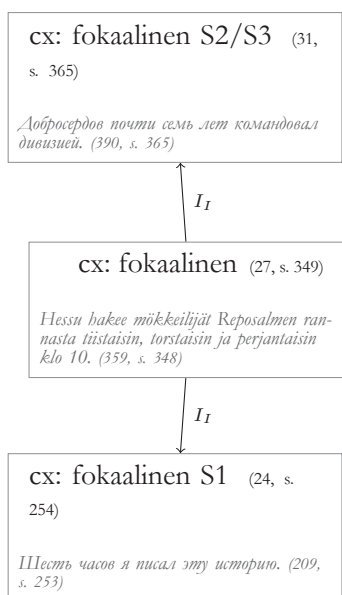 cx: fokaalinen S2/S3 (31,
s. 365)
Добросердов почти семь лет командовал
дивизией. (390, s. 365)
I_I
cx: fokaalinen (27, s. 349)
Hessu hakee mökkeilijät Reposalmen ran-
nasta tiistaisin, torstaisin ja perjantaisin
klo 10. (359, s. 348)
I_I
cx: fokaalinen S1 (24, s.
254)
Шесть часов я писал эту историю. (209,
s. 253)